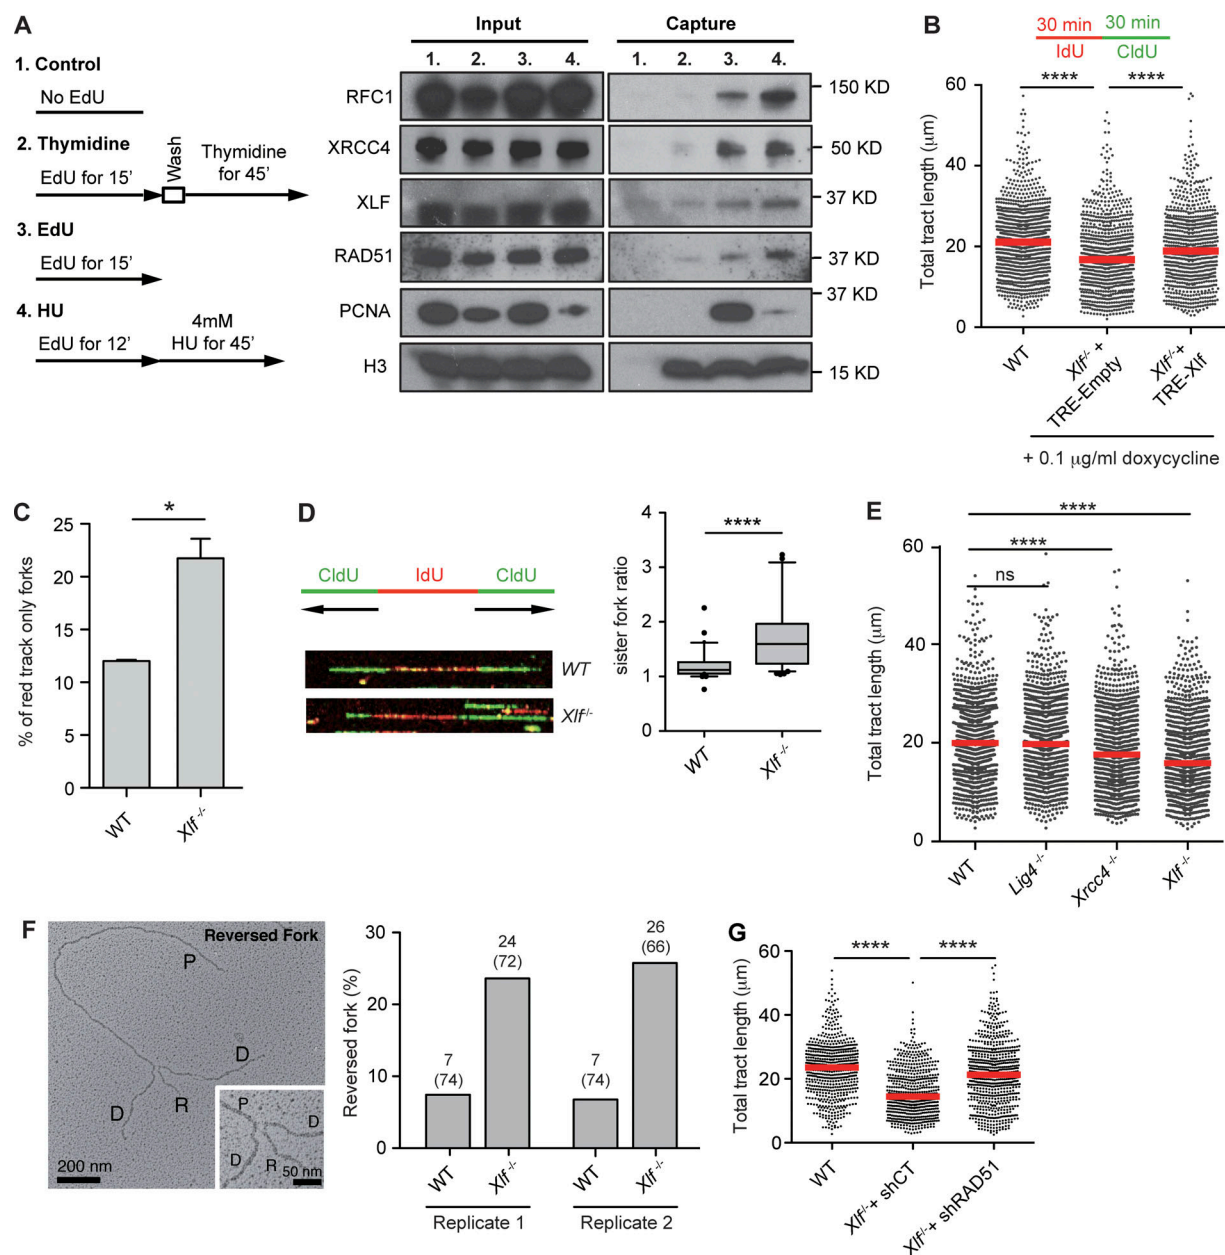 A
1. Control
No EdU
2. Thymidine
EdU for 15’
Wash
Thymidine
for 45’
3. EdU
EdU for 15’
4. HU
EdU for 12’
4mM
HU for 45’
Input
Capture
1. 2. 3. 4. 1. 2. 3. 4.
RFC1
150 KD
XRCC4
50 KD
XLF
37 KD
RAD51
37 KD
PCNA
37 KD
H3
15 KD
B
30 min 30 min
IdU CldU
**** ****
Total tract length (µm)
60
40
20
0
WT
Xlf-/- +
TRE-Empty
Xlf-/- +
TRE-Xlf
+ 0.1 µg/ml doxycycline
C
*
% of red track only forks
25
20
15
10
5
0
WT
Xlf -/-
D
CldU IdU CldU
WT
Xlf-/-
****
sister fork ratio
4
3
2
1
0
WT
Xlf -/-
E
****
****
ns
Total tract length (µm)
60
40
20
0
WT
Lig4 -/-
Xrcc4 -/-
Xlf -/-
F
Reversed Fork
P
D
D
R
200 nm
P
D
D
R
50 nm
Reversed fork (%)
30
20
10
0
7
(74)
24
(72)
7
(74)
26
(66)
WT
Xlf -/-
WT
Xlf -/-
Replicate 1
Replicate 2
G
**** ****
Total tract length (µm)
60
40
20
0
WT
Xlf-/-+ shCT
Xlf-/-+ shRAD51